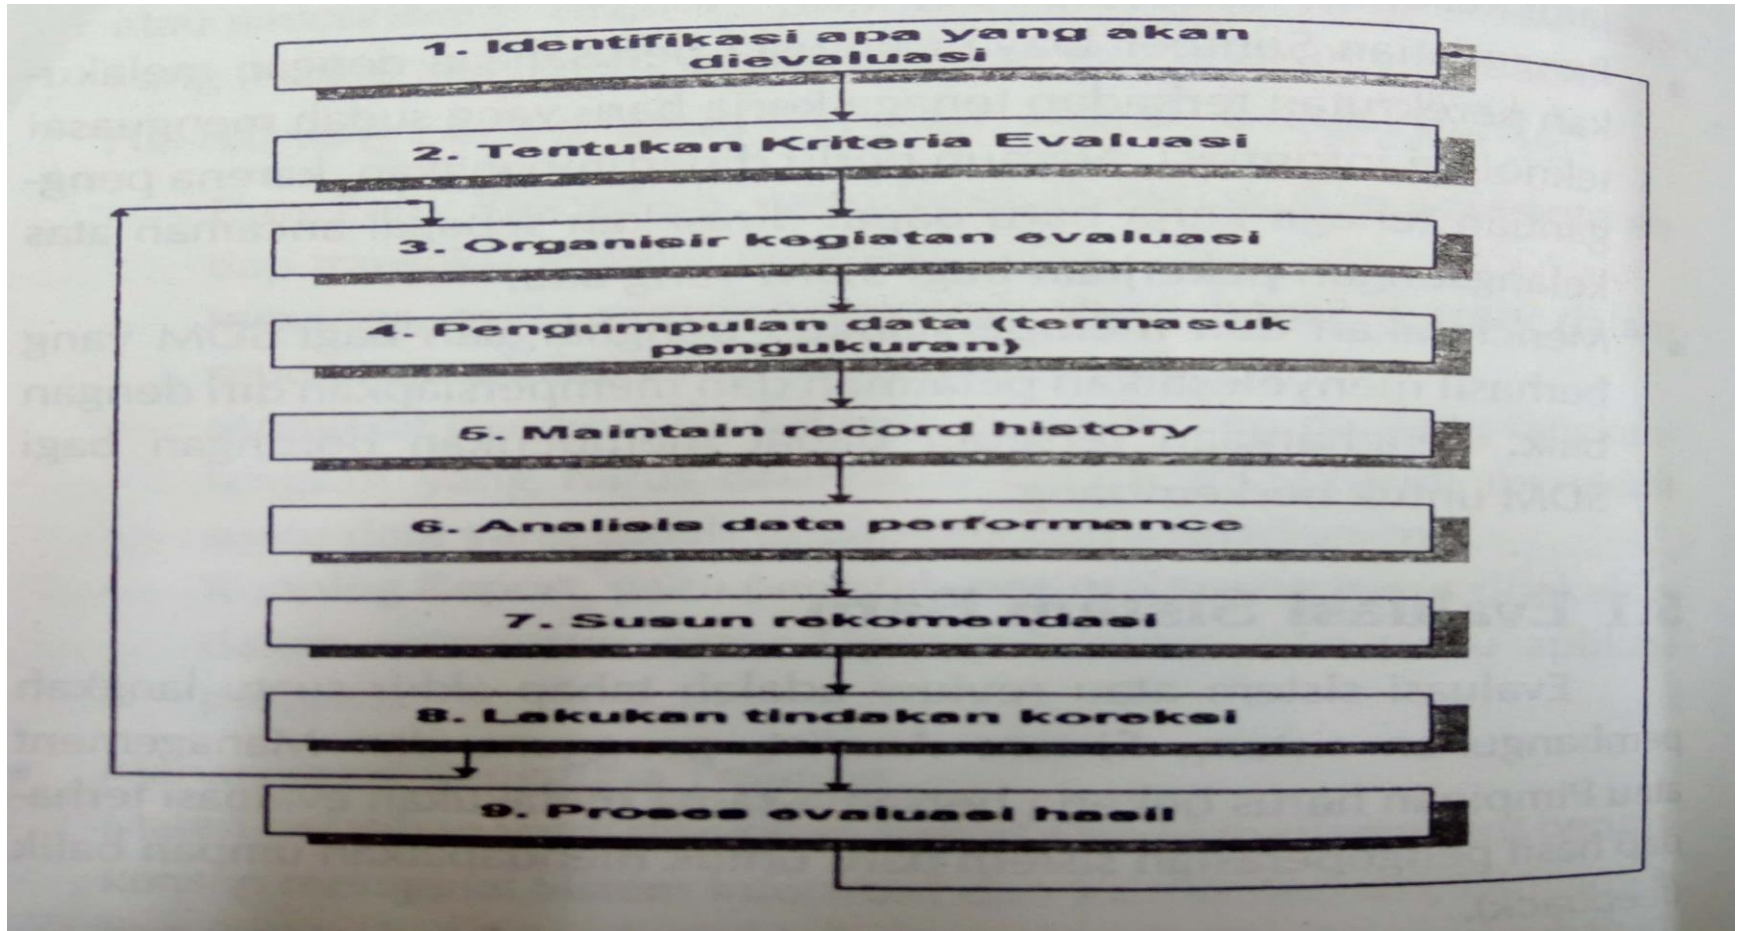 1. Identifikasi apa yang akan
dievaluasi
2. Tentukan Kriteria Evaluasi
3. Organisir kegiatan evaluasi
4. Pengumpulan data (termasuk
pengukuran)
5. Maintain record history
6. Analisis data performance
7. Susun rekomendasi
8. Lakukan tindakan koreksi
9. Proses evaluasi hasil